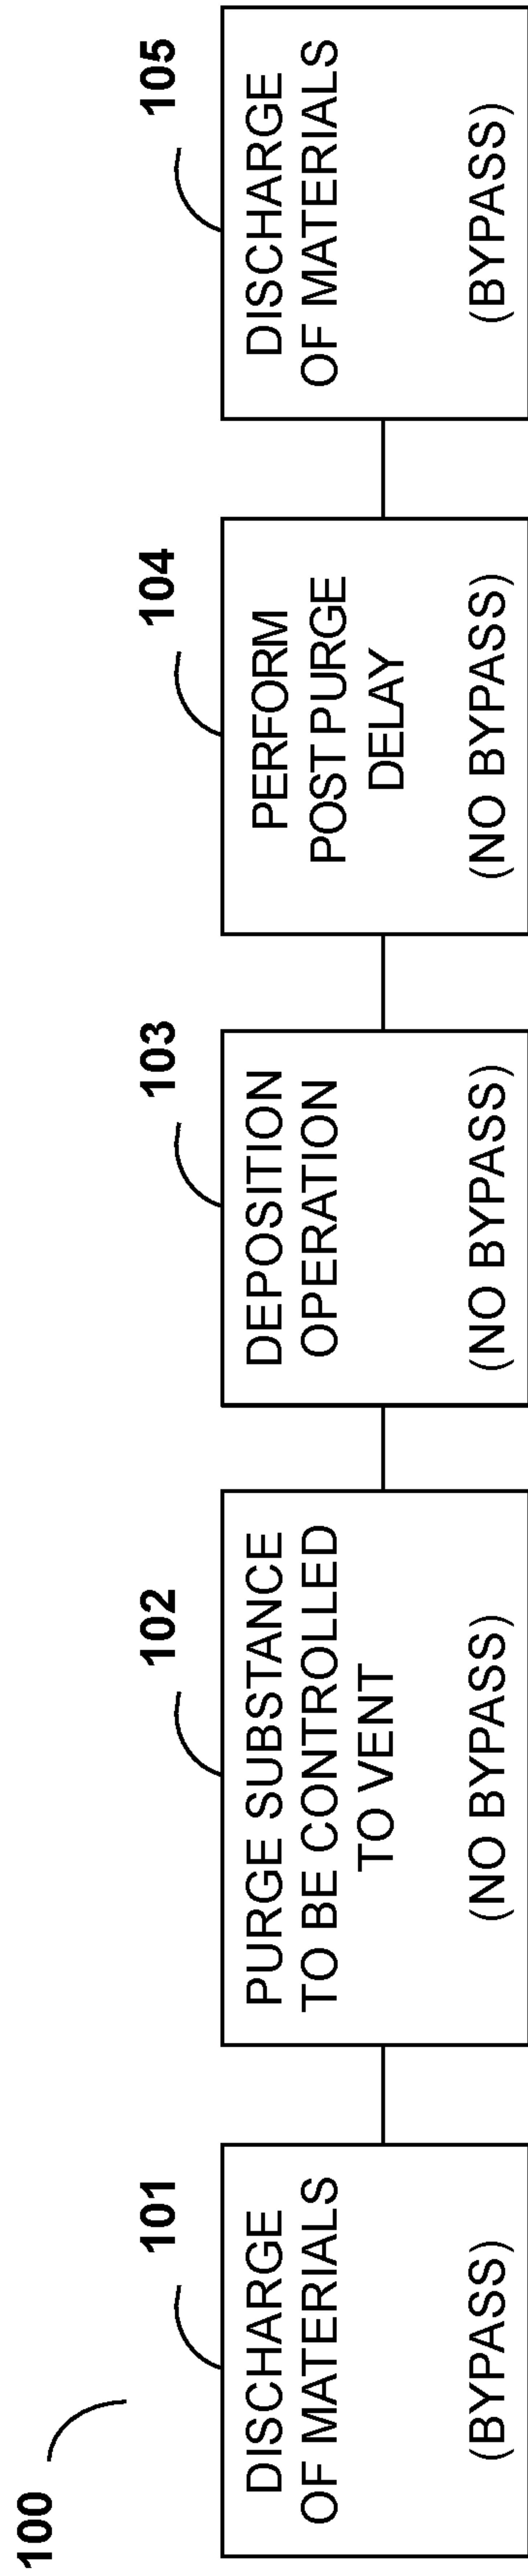 100
101
DISCHARGE
OF MATERIALS
(BYPASS)
102
PURGE SUBSTANCE
TO BE CONTROLLED
TO VENT
(NO BYPASS)
103
DEPOSITION
OPERATION
(NO BYPASS)
104
PERFORM
POST PURGE
DELAY
(NO BYPASS)
105
DISCHARGE
OF MATERIALS
(BYPASS)